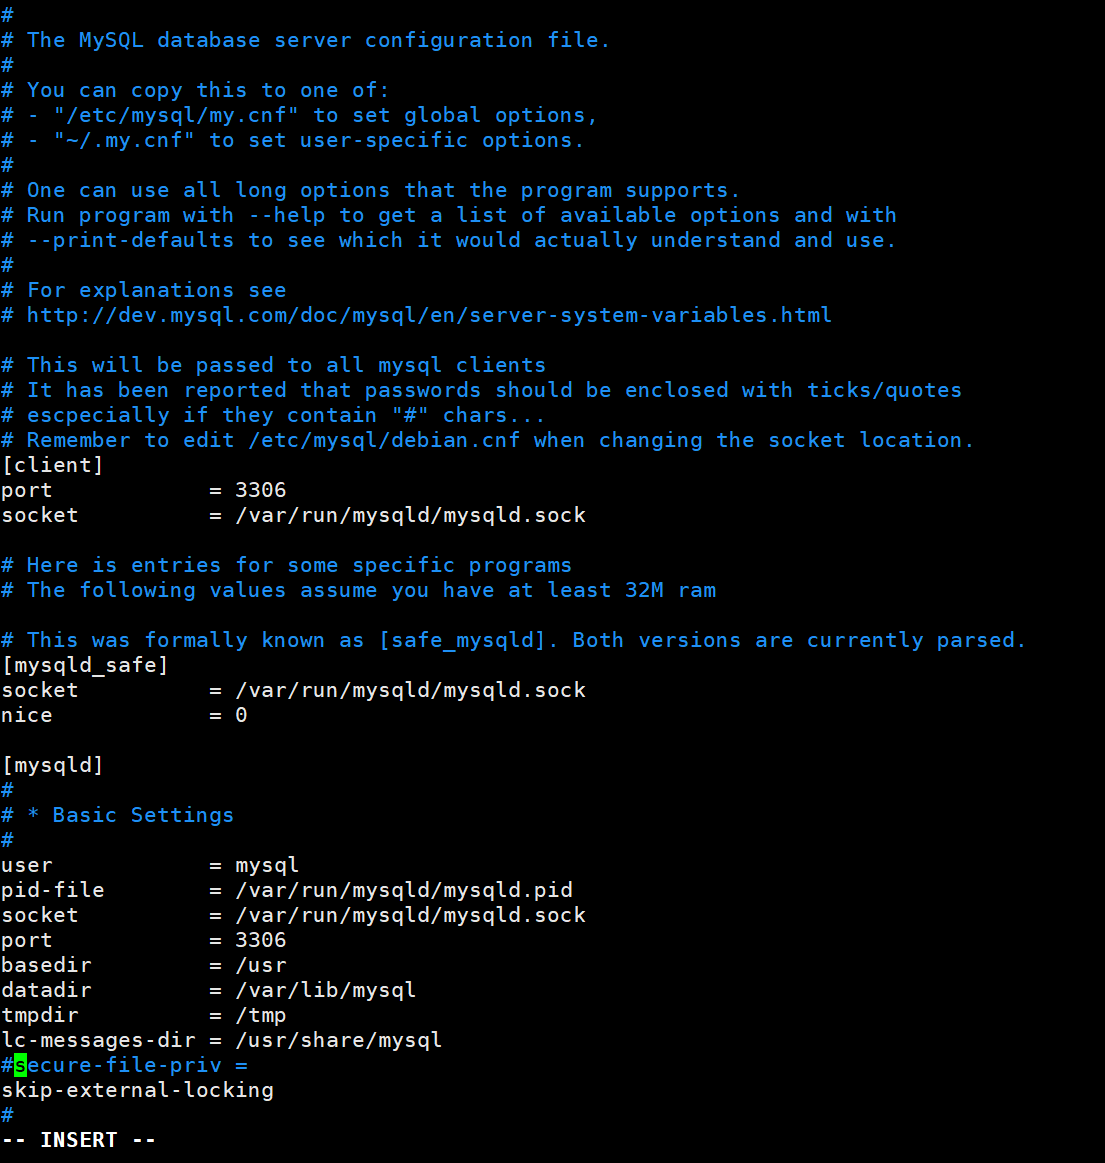 #
# The MySQL database server configuration file.
#
# You can copy this to one of:
# - "/etc/mysql/my.cnf" to set global options,
# - "~/.my.cnf" to set user-specific options.
#
# One can use all long options that the program supports.
# Run program with --help to get a list of available options and with
# --print-defaults to see which it would actually understand and use.
#
# For explanations see
# http://dev.mysql.com/doc/mysql/en/server-system-variables.html

# This will be passed to all mysql clients
# It has been reported that passwords should be enclosed with ticks/quotes
# escpecially if they contain "#" chars...
# Remember to edit /etc/mysql/debian.cnf when changing the socket location.
[client]
port            = 3306
socket          = /var/run/mysqld/mysqld.sock

# Here is entries for some specific programs
# The following values assume you have at least 32M ram

# This was formally known as [safe_mysqld]. Both versions are currently parsed.
[mysqld_safe]
socket          = /var/run/mysqld/mysqld.sock
nice            = 0

[mysqld]
#
# * Basic Settings
#
user            = mysql
pid-file        = /var/run/mysqld/mysqld.pid
socket          = /var/run/mysqld/mysqld.sock
port            = 3306
basedir         = /usr
datadir         = /var/lib/mysql
tmpdir          = /tmp
lc-messages-dir = /usr/share/mysql
#secure-file-priv =
skip-external-locking
#
-- INSERT --